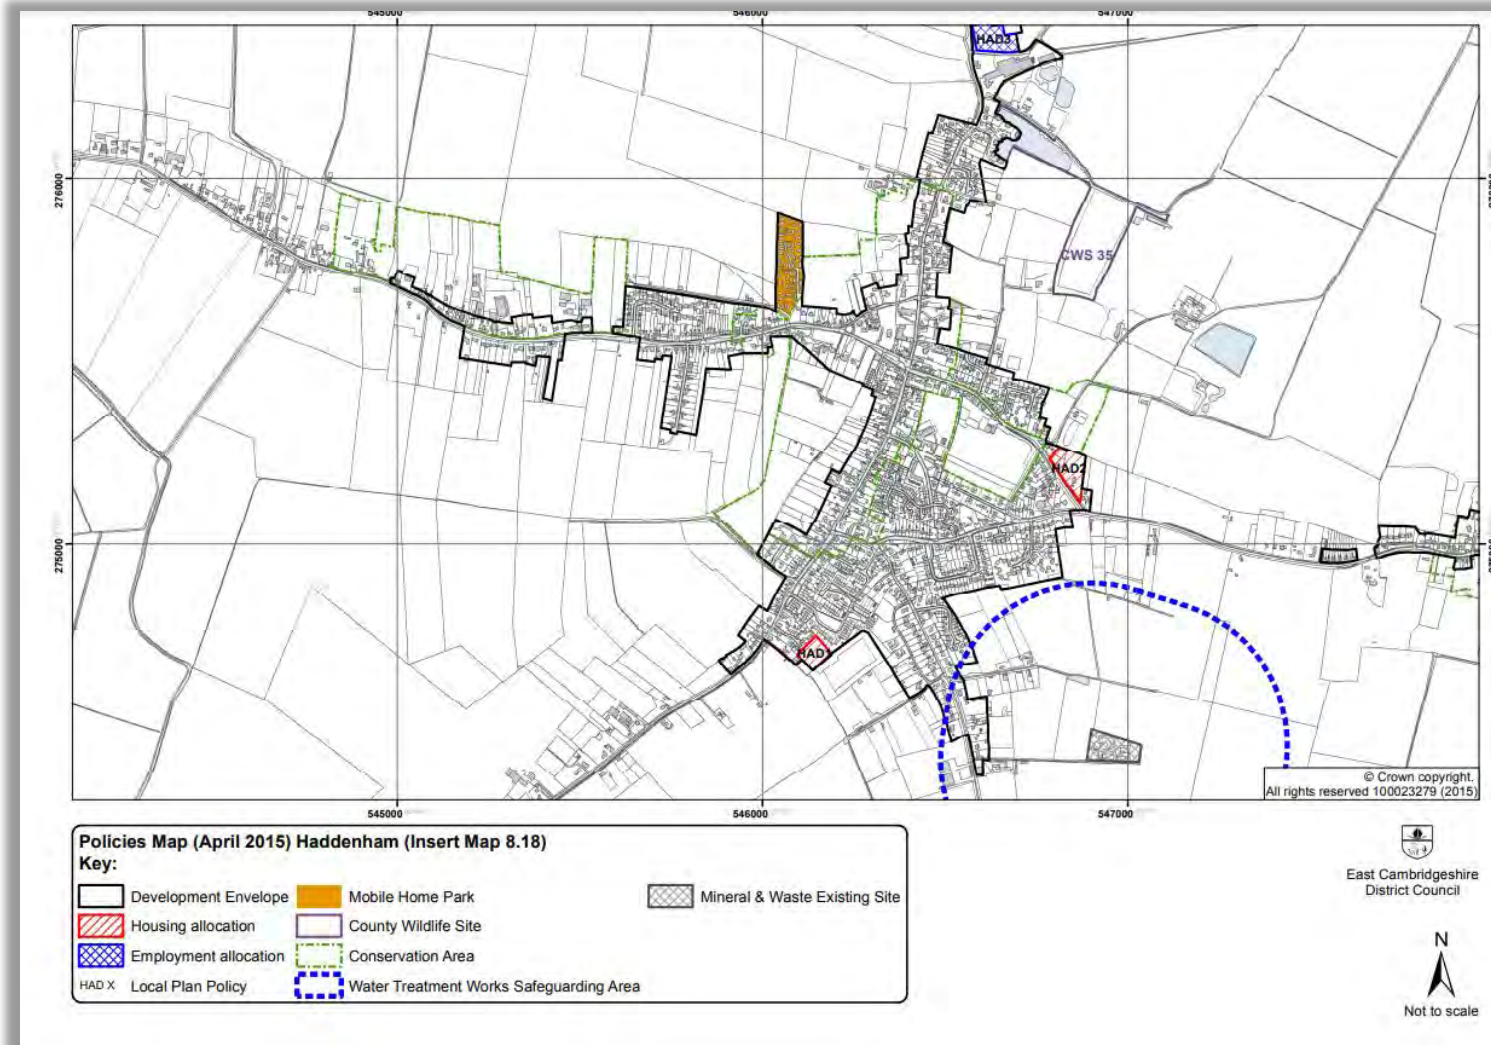 545000 546000 547000
HAD3
276000
CWS 35
HAD2
275000
HAD1
© Crown copyright.
All rights reserved 100023279 (2015)
545000 546000 547000
Policies Map (April 2015) Haddenham (Insert Map 8.18)
Key:
Development Envelope
Mobile Home Park
Mineral & Waste Existing Site
Housing allocation
County Wildlife Site
Employment allocation
Conservation Area
HAD X Local Plan Policy
Water Treatment Works Safeguarding Area
East Cambridgeshire
District Council
N
Not to scale